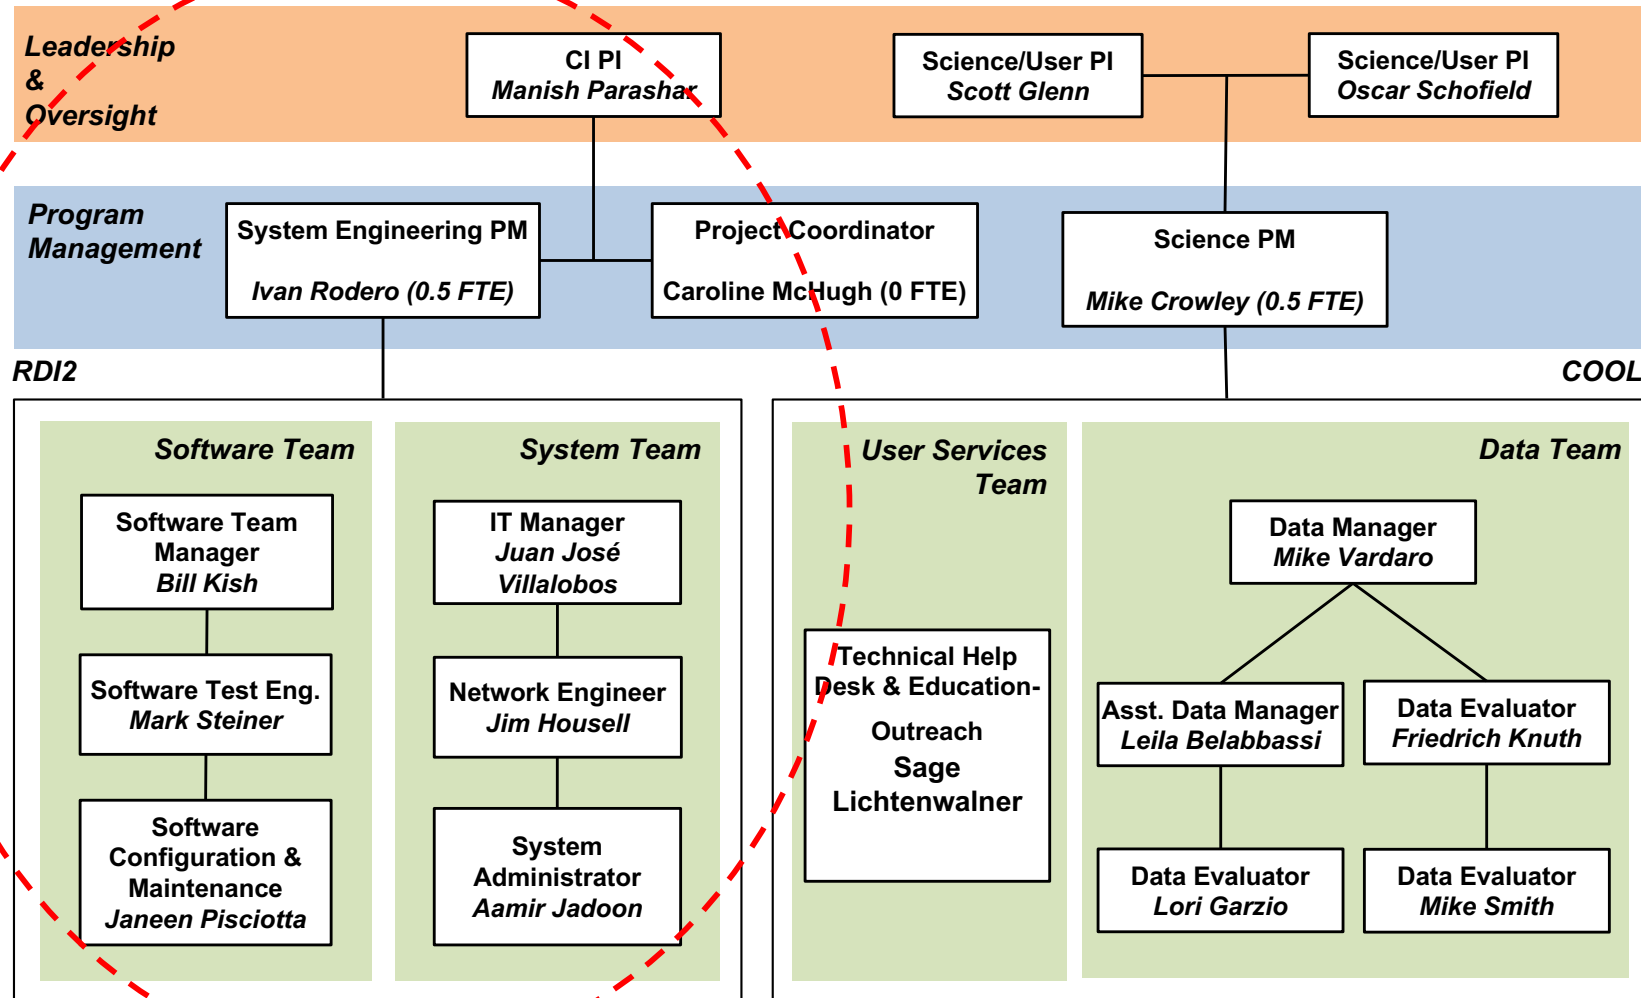 Leadership
&
Oversight
CI PI
Manish Parashar
Science/User PI
Scott Glenn
Science/User PI
Oscar Schofield
Program
Management
System Engineering PM
Ivan Rodero (0.5 FTE)
Project Coordinator
Caroline McHugh (0 FTE)
Science PM
Mike Crowley (0.5 FTE)
RDI2
COOL
Software Team
Software Team
Manager
Bill Kish
Software Test Eng.
Mark Steiner
Software
Configuration &
Maintenance
Janeen Pisciotta
System Team
IT Manager
Juan José
Villalobos
Network Engineer
Jim Housell
System
Administrator
Aamir Jadoon
User Services
Team
Technical Help
Desk & Education-
Outreach
Sage
Lichtenwalner
Data Team
Data Manager
Mike Vardaro
Asst. Data Manager
Leila Belabbassi
Data Evaluator
Friedrich Knuth
Data Evaluator
Lori Garzio
Data Evaluator
Mike Smith